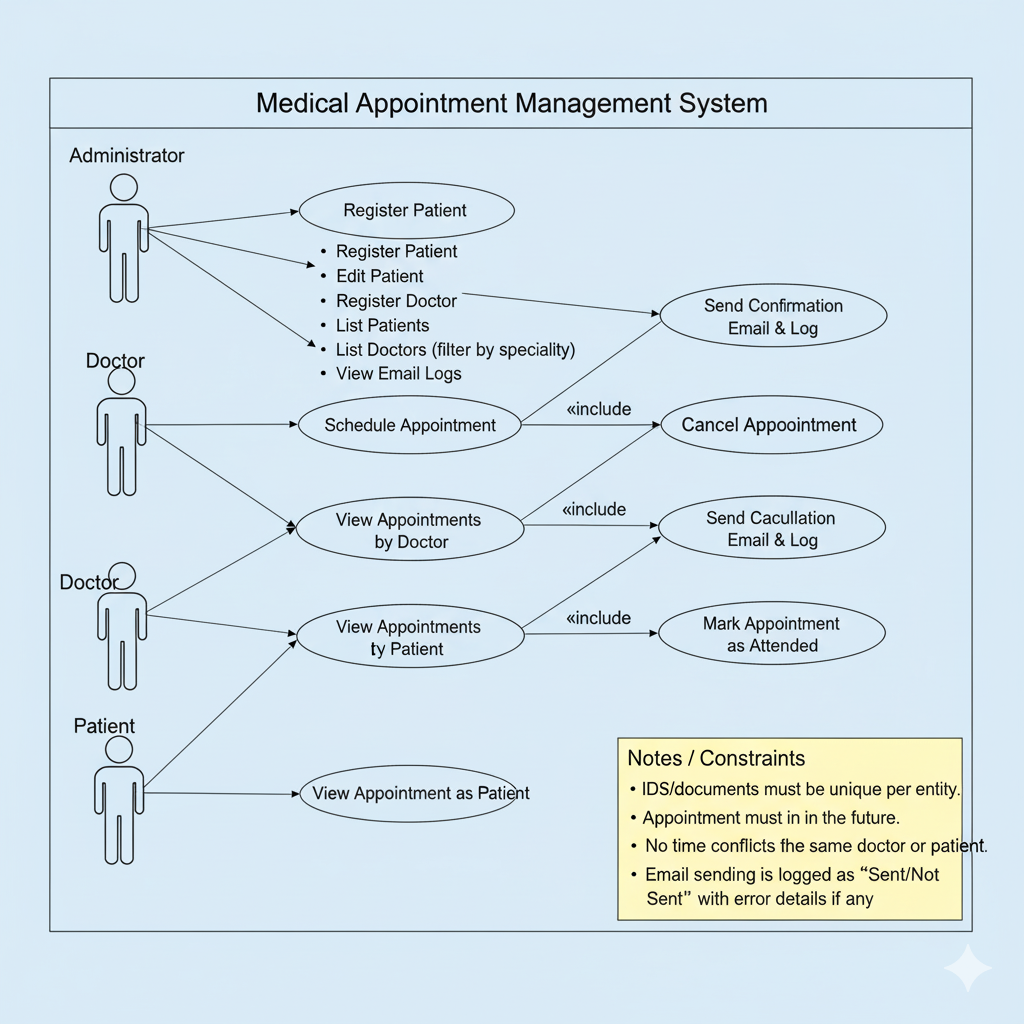 Medical Appointment Management System
Administrator
Register Patient
• Register Patient
• Edit Patient
• Register Doctor
• List Patients
• List Doctors (filter by speciality)
• View Email Logs
Send Confirmation
Email & Log
Doctor
Schedule Appointment
«include
Cancel Appoointment
View Appointments
by Doctor
«include
Send Cacullation
Email & Log
Doctor
View Appointments
ty Patient
«include
Mark Appointment
as Attended
Patient
View Appointment as Patient
Notes / Constraints
• IDS/documents must be unique per entity.
• Appointment must in in the future.
• No time conflicts fhe same doctor or patient.
• Email sending is logged as “Sent/Not
Sent” with error details if any